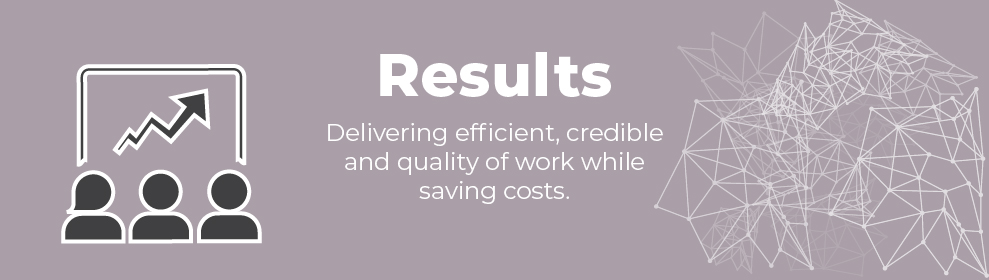 Results
Delivering efficient, credible
and quality of work while
saving costs.